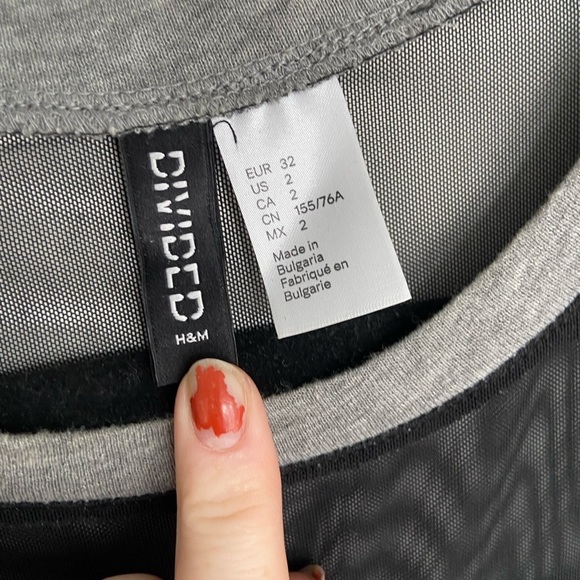 DIVIDED
H&M
EUR 32
US 2
CA 2
CN 155/76A
MX 2
Made in
Bulgaria
Fabriqué en
Bulgarie